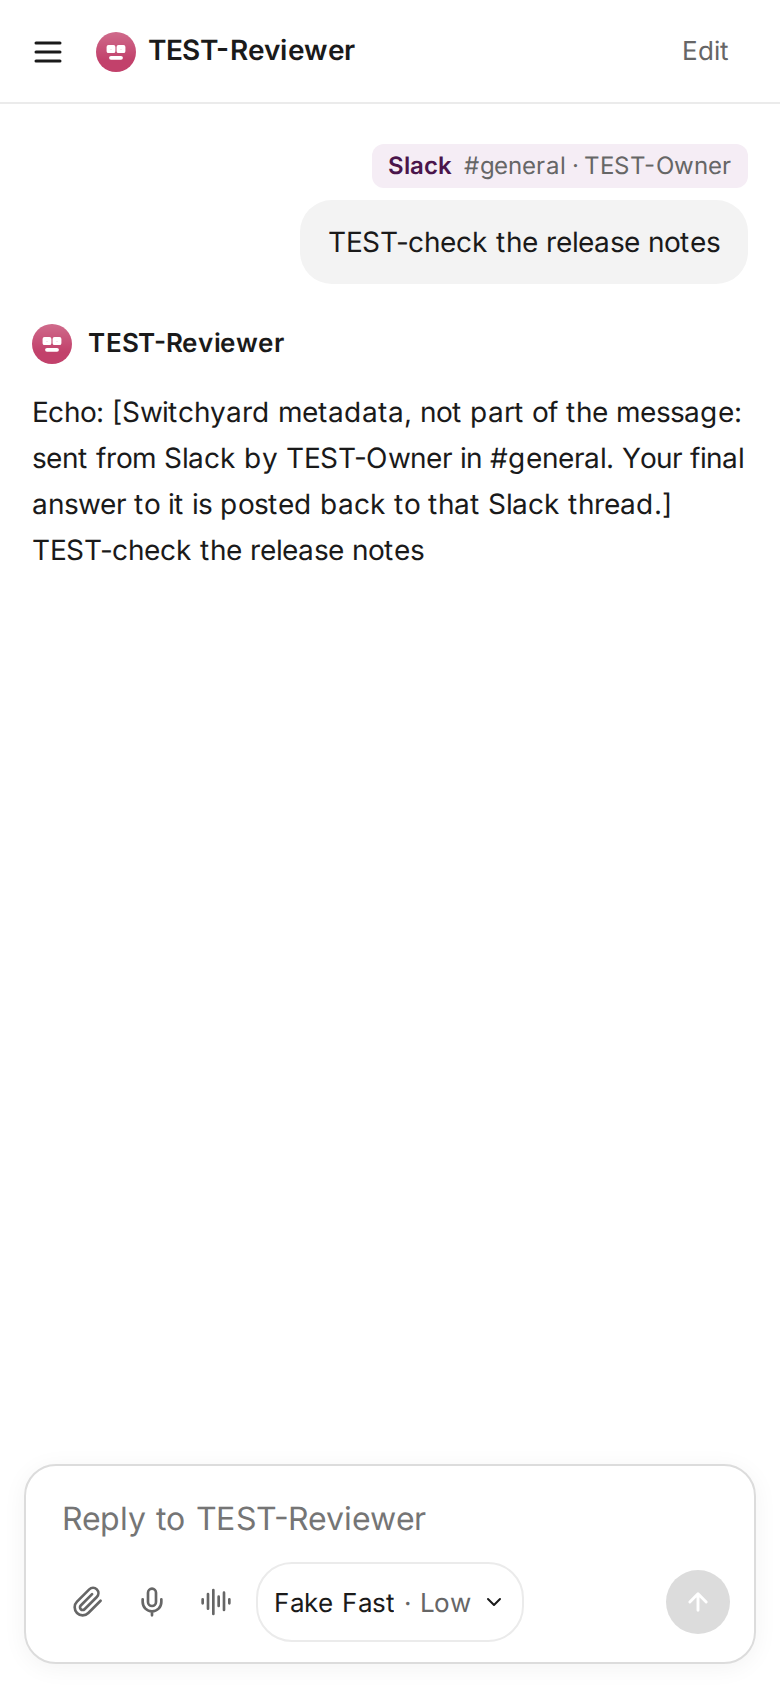 TEST-Reviewer
Edit
Slack #general · TEST-Owner
TEST-check the release notes
TEST-Reviewer
Echo: [Switchyard metadata, not part of the message:
sent from Slack by TEST-Owner in #general. Your final
answer to it is posted back to that Slack thread.]
TEST-check the release notes
Reply to TEST-Reviewer
Fake Fast · Low